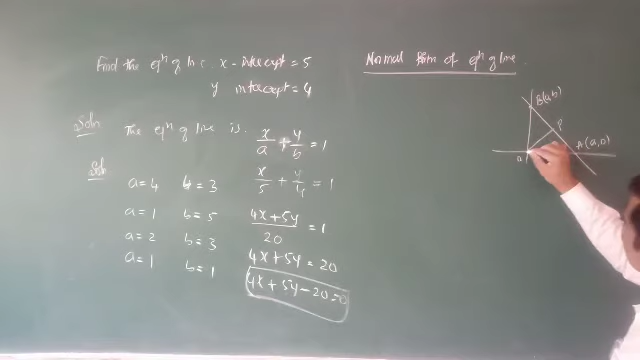 Find the eqn of line x-intercept = 5
y intercept = 4
Soln The eqn of line is x/a + y/b = 1
Sol
a=4 b=3
a=1 b=5
a=2 b=3
a=1 b=1
x/5 + y/4 = 1
4x+5y/20 = 1
4x+5y=20
4x+5y-20=0
Normal form of eqn of line
B(0,b)
P
A(a,0)